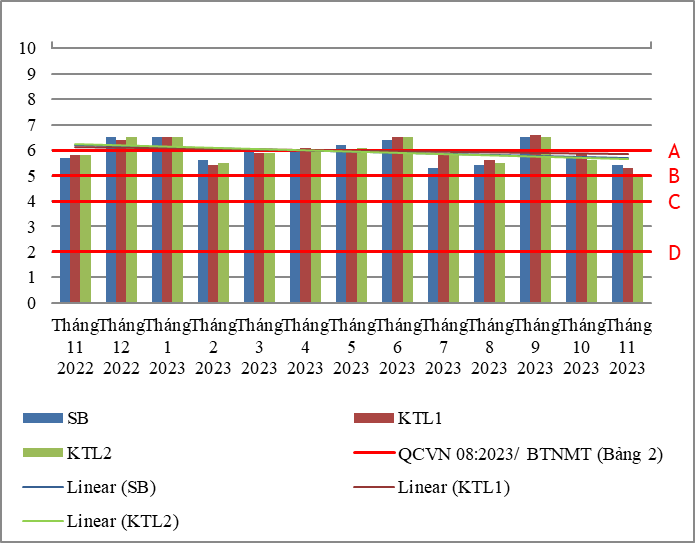 10
9
8
7
6
5
4
3
2
1
0
A
B
C
D
Tháng Tháng Tháng Tháng Tháng Tháng Tháng Tháng Tháng Tháng Tháng Tháng Tháng
11 12 1 2 3 4 5 6 7 8 9 10 11
2022 2022 2023 2023 2023 2023 2023 2023 2023 2023 2023 2023 2023
SB KTL1
KTL2 QCVN 08:2023/ BTNMT (Bảng 2)
Linear (SB) Linear (KTL1)
Linear (KTL2)